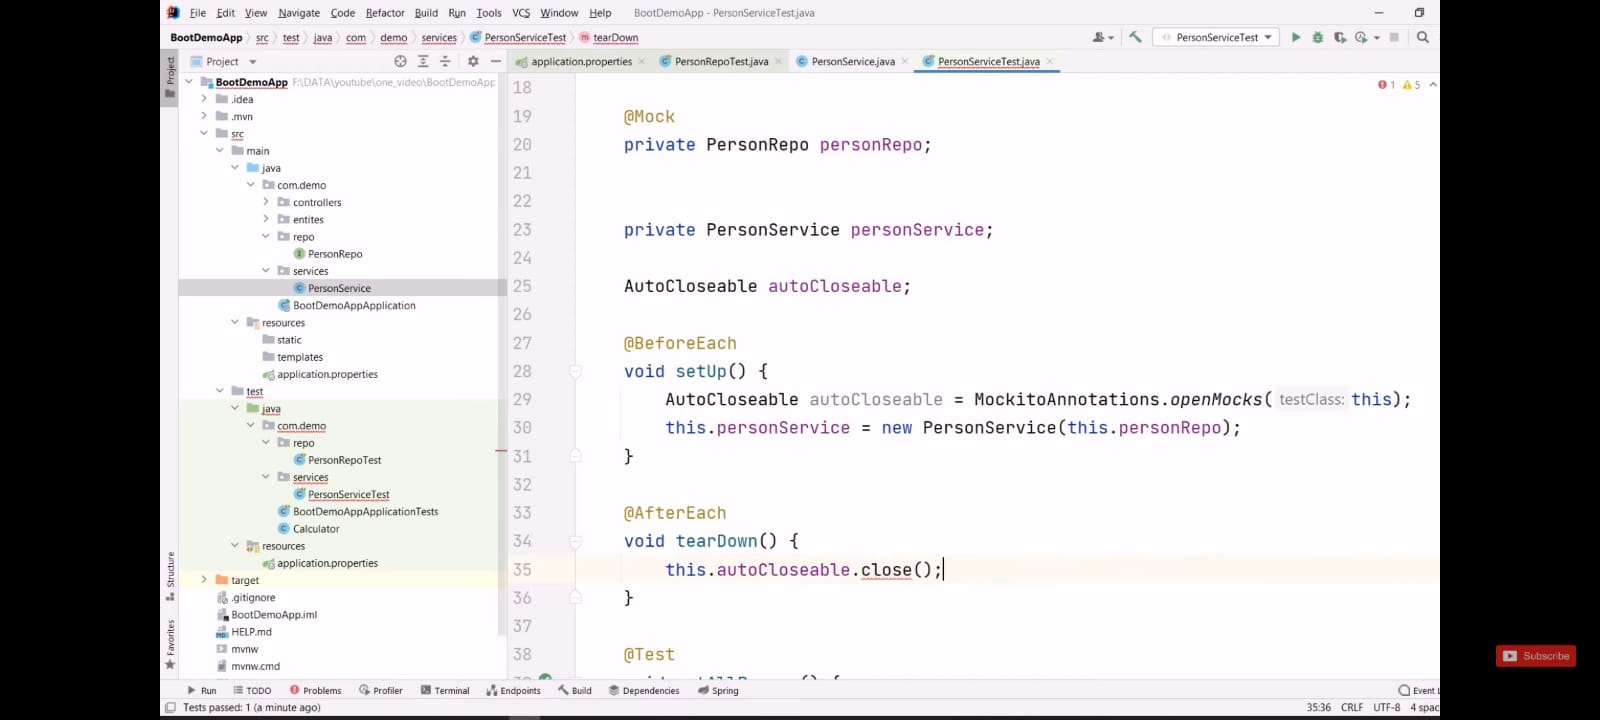 File Edit View Navigate Code Refactor Build Run Tools VCS Window Help BootDemoApp - PersonServiceTest.java
BootDemoApp src test java com demo services PersonServiceTest tearDown PersonServiceTest
Project application.properties PersonRepoTest.java PersonService.java PersonServiceTest.java
Project
BootDemoApp F:\DATA\youtube\one_video\BootDemoApp
.idea
.mvn
src
main
java
com.demo
controllers
entites
repo
PersonRepo
services
PersonService
BootDemoAppApplication
resources
static
templates
application.properties
test
java
com.demo
repo
PersonRepoTest
services
PersonServiceTest
BootDemoAppApplicationTests
Calculator
resources
application.properties
target
.gitignore
BootDemoApp.iml
HELP.md
mvnw
mvnw.cmd
Structure
Favorites
1 5
18
19 @Mock
20 private PersonRepo personRepo;
21
22
23 private PersonService personService;
24
25 AutoCloseable autoCloseable;
26
27 @BeforeEach
28 void setUp() {
29 AutoCloseable autoCloseable = MockitoAnnotations.openMocks( testClass: this);
30 this.personService = new PersonService(this.personRepo);
31 }
32
33 @AfterEach
34 void tearDown() {
35 this.autoCloseable.close();
36 }
37
38 @Test
Subscribe
Run TODO Problems Profiler Terminal Endpoints Build Dependencies Spring Event
Tests passed: 1 (a minute ago) 35:36 CRLF UTF-8 4 spac